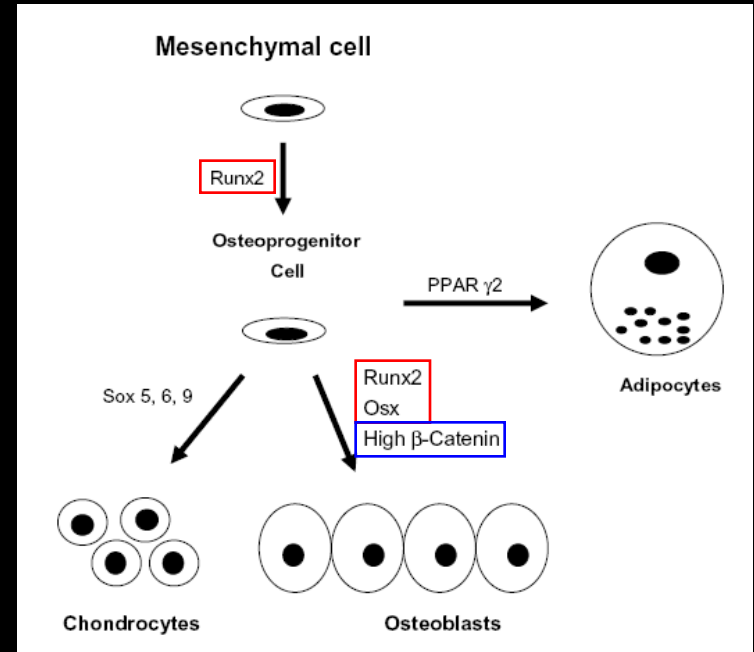 Mesenchymal cell
Runx2
Osteoprogenitor
Cell
PPAR γ2
Adipocytes
Sox 5, 6, 9
Runx2
Osx
High β-Catenin
Chondrocytes
Osteoblasts